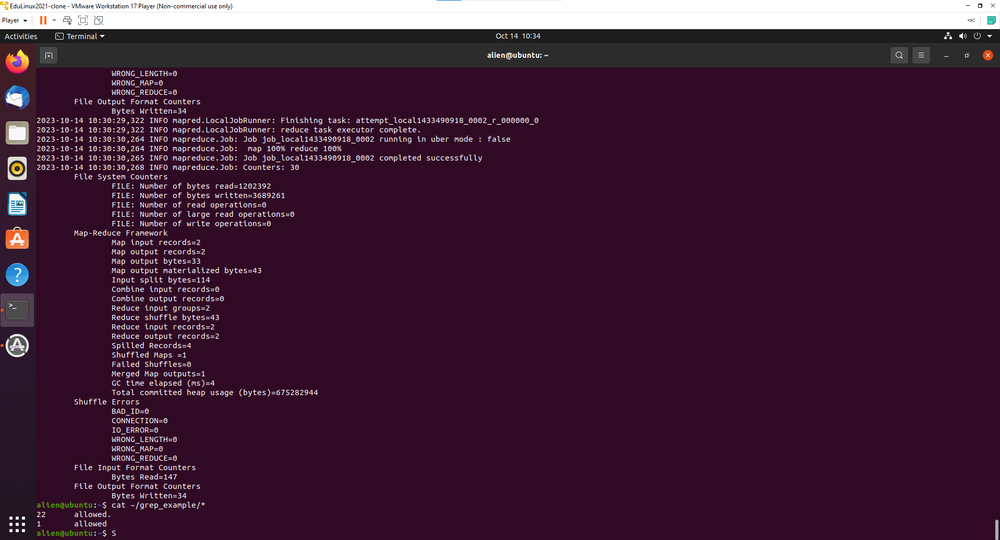 EduLinux2021-clone - VMware Workstation 17 Player (Non-commercial use only)
Player
Activities
Terminal
Oct 14 10:34
alien@ubuntu: ~
WRONG_LENGTH=0
WRONG_MAP=0
WRONG_REDUCE=0
File Output Format Counters
Bytes Written=34
2023-10-14 10:30:29,322 INFO mapred.LocalJobRunner: Finishing task: attempt_local1433490918_0002_r_000000_0
2023-10-14 10:30:29,322 INFO mapred.LocalJobRunner: reduce task executor complete.
2023-10-14 10:30:30,264 INFO mapreduce.Job: Job job_local1433490918_0002 running in uber mode : false
2023-10-14 10:30:30,264 INFO mapreduce.Job:  map 100% reduce 100%
2023-10-14 10:30:30,265 INFO mapreduce.Job: Job job_local1433490918_0002 completed successfully
2023-10-14 10:30:30,268 INFO mapreduce.Job: Counters: 30
File System Counters
FILE: Number of bytes read=1202392
FILE: Number of bytes written=3689261
FILE: Number of read operations=0
FILE: Number of large read operations=0
FILE: Number of write operations=0
Map-Reduce Framework
Map input records=2
Map output records=2
Map output bytes=33
Map output materialized bytes=43
Input split bytes=114
Combine input records=0
Combine output records=0
Reduce input groups=2
Reduce shuffle bytes=43
Reduce input records=2
Reduce output records=2
Spilled Records=4
Shuffled Maps =1
Failed Shuffles=0
Merged Map outputs=1
GC time elapsed (ms)=4
Total committed heap usage (bytes)=675282944
Shuffle Errors
BAD_ID=0
CONNECTION=0
IO_ERROR=0
WRONG_LENGTH=0
WRONG_MAP=0
WRONG_REDUCE=0
File Input Format Counters
Bytes Read=147
File Output Format Counters
Bytes Written=34
alien@ubuntu:~$ cat ~/grep_example/*
22 allowed.
1 allowed
alien@ubuntu:~$ S